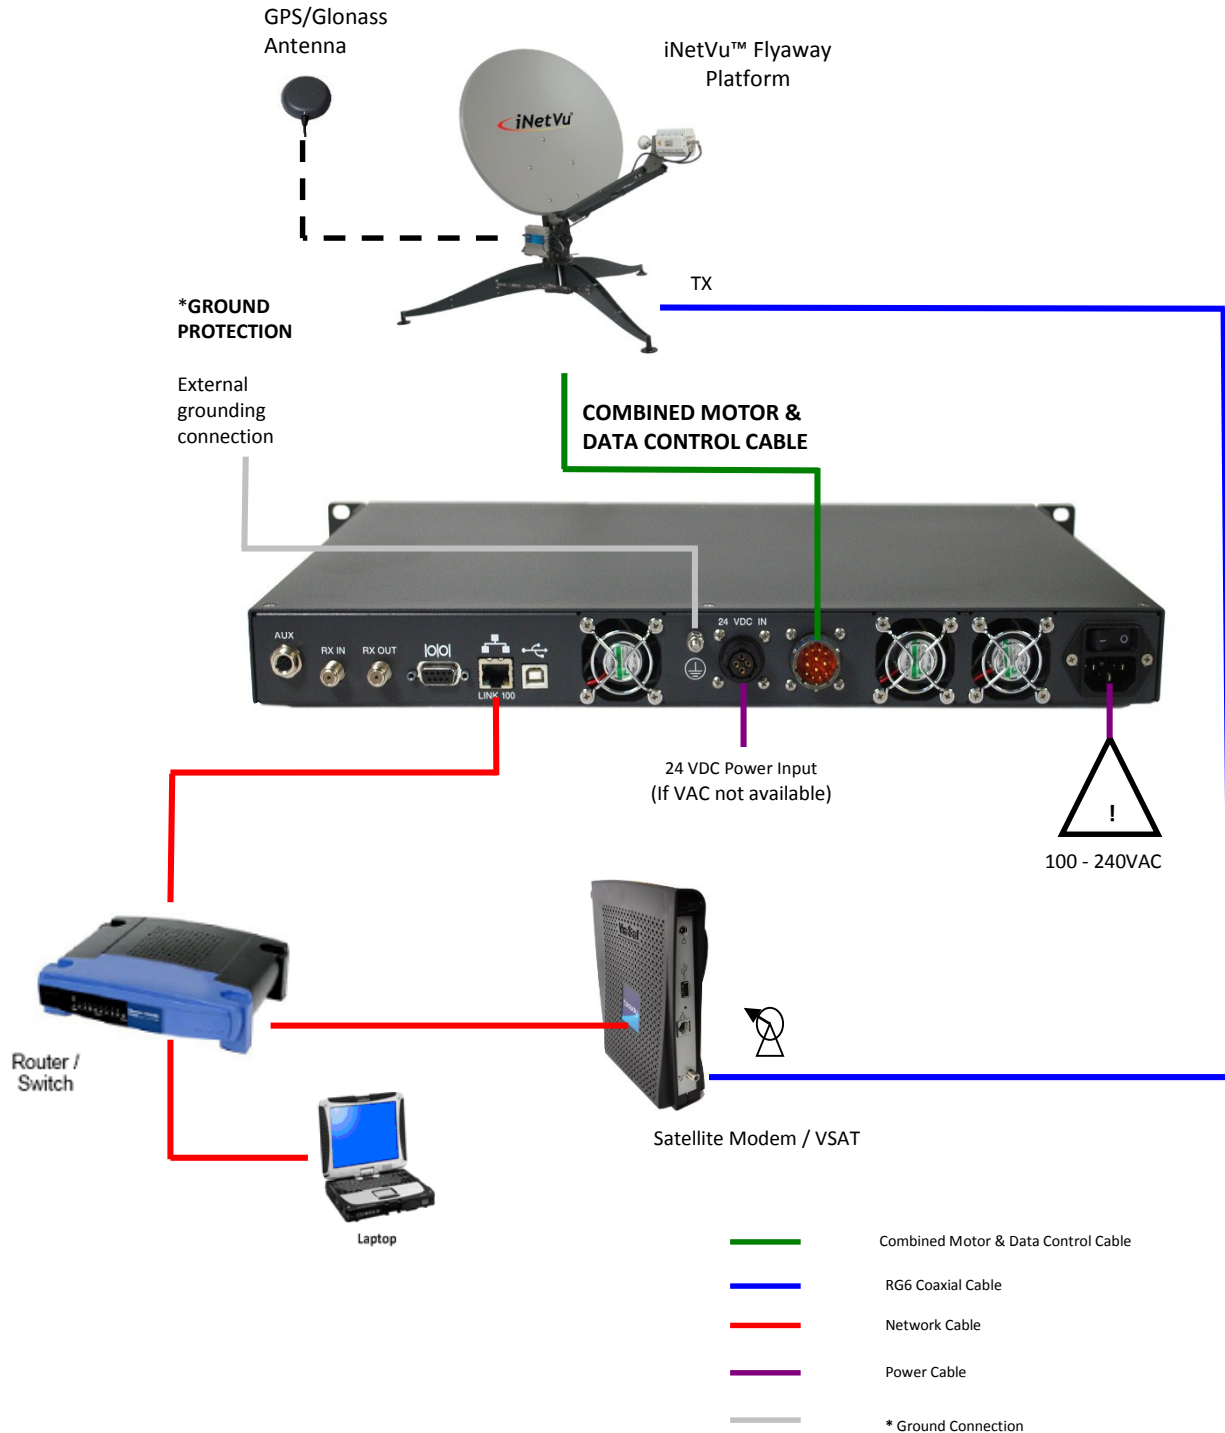 GPS/Glonass
Antenna
iNetVu™ Flyaway
Platform
iNetVu
TX
*GROUND
PROTECTION
External
grounding
connection
COMBINED MOTOR &
DATA CONTROL CABLE
AUX
RX IN
RX OUT
|O|O|
LINK 100
24 VDC IN
24 VDC Power Input
(If VAC not available)
!
100 - 240VAC
ViaSat
Router /
Switch
Satellite Modem / VSAT
Laptop
Combined Motor & Data Control Cable
RG6 Coaxial Cable
Network Cable
Power Cable
* Ground Connection